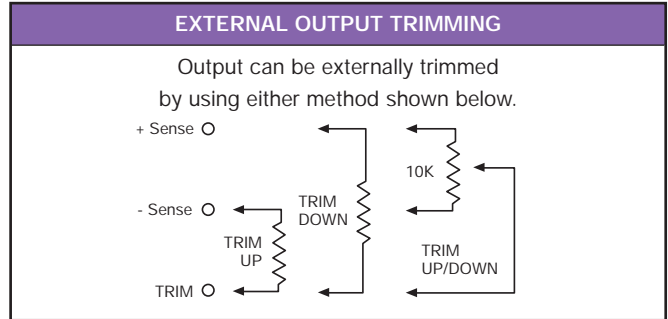 EXTERNAL OUTPUT TRIMMING
Output can be externally trimmed
by using either method shown below.
+ Sense
10K
- Sense
TRIM
DOWN
TRIM
UP
TRIM
UP/DOWN
TRIM